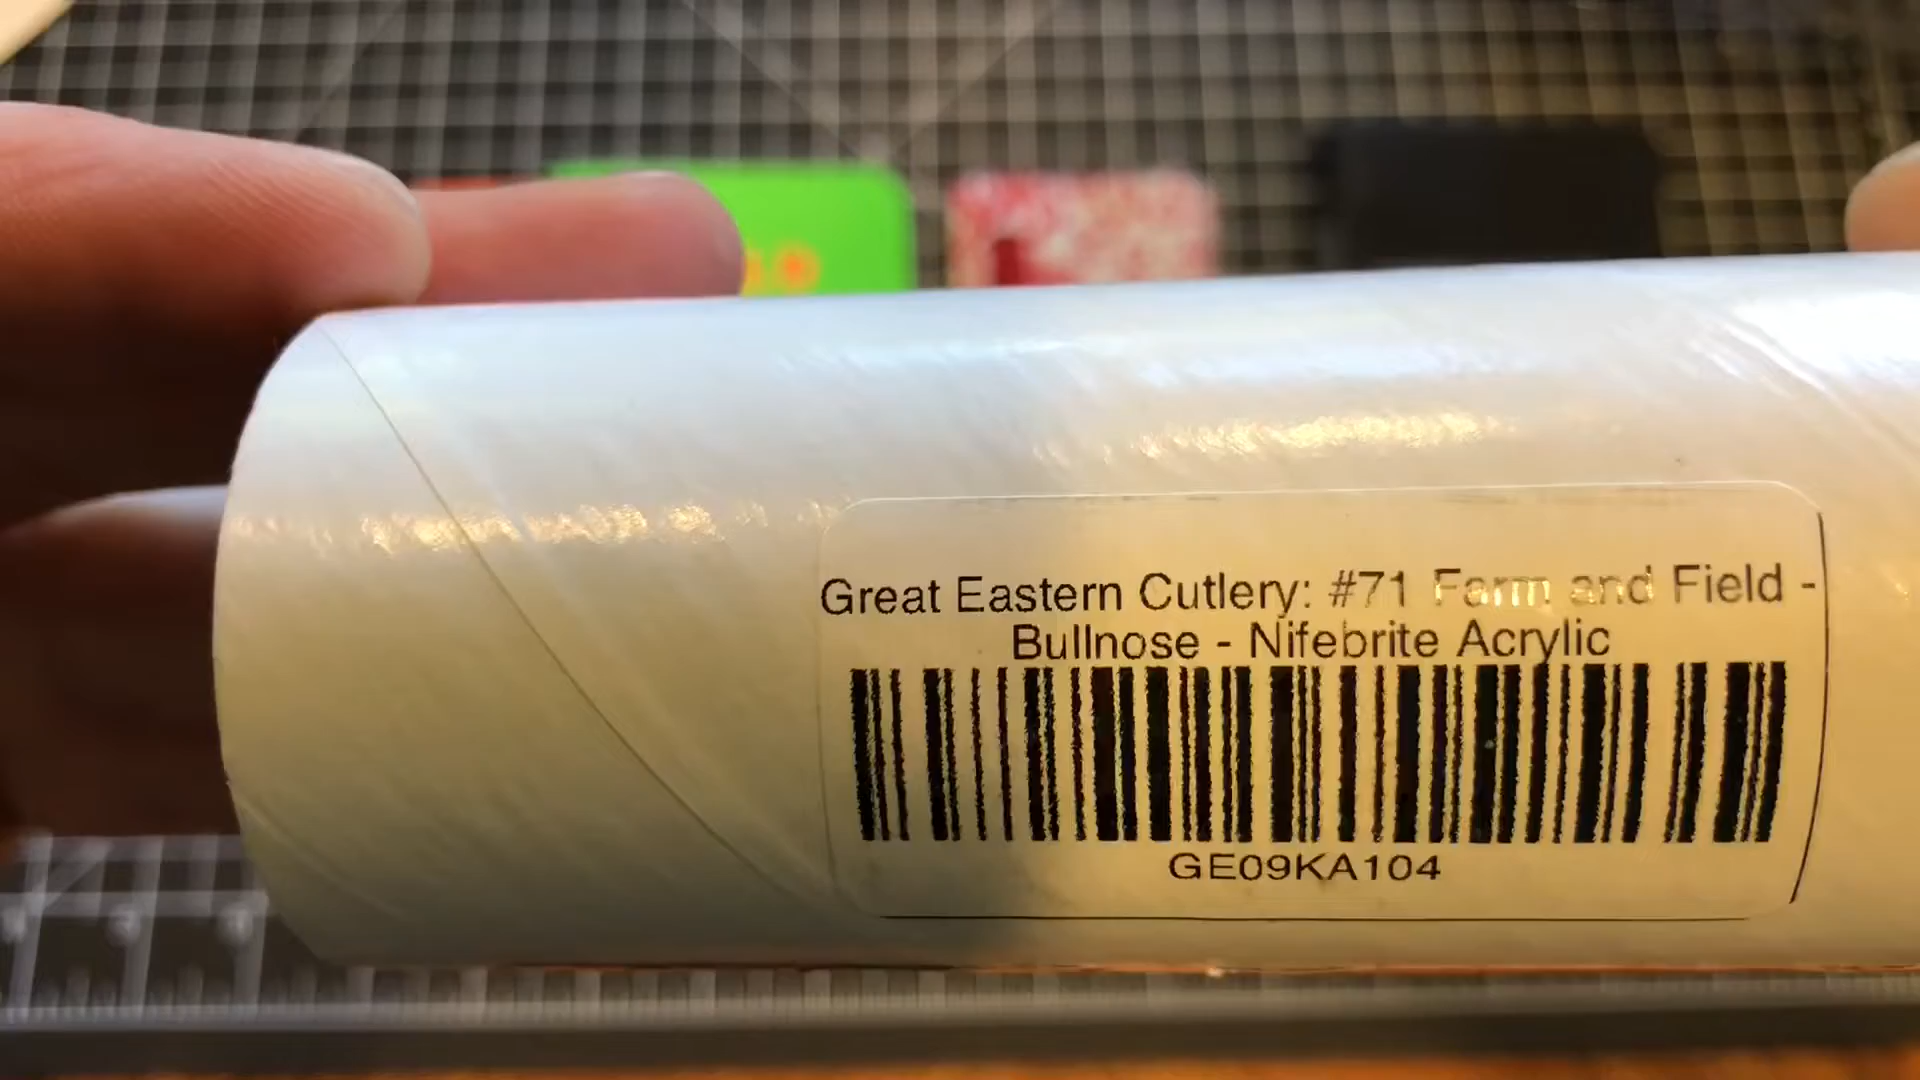 Great Eastern Cutlery: #71 Farm and Field -
Bullnose - Nifebrite Acrylic
GE09KA104